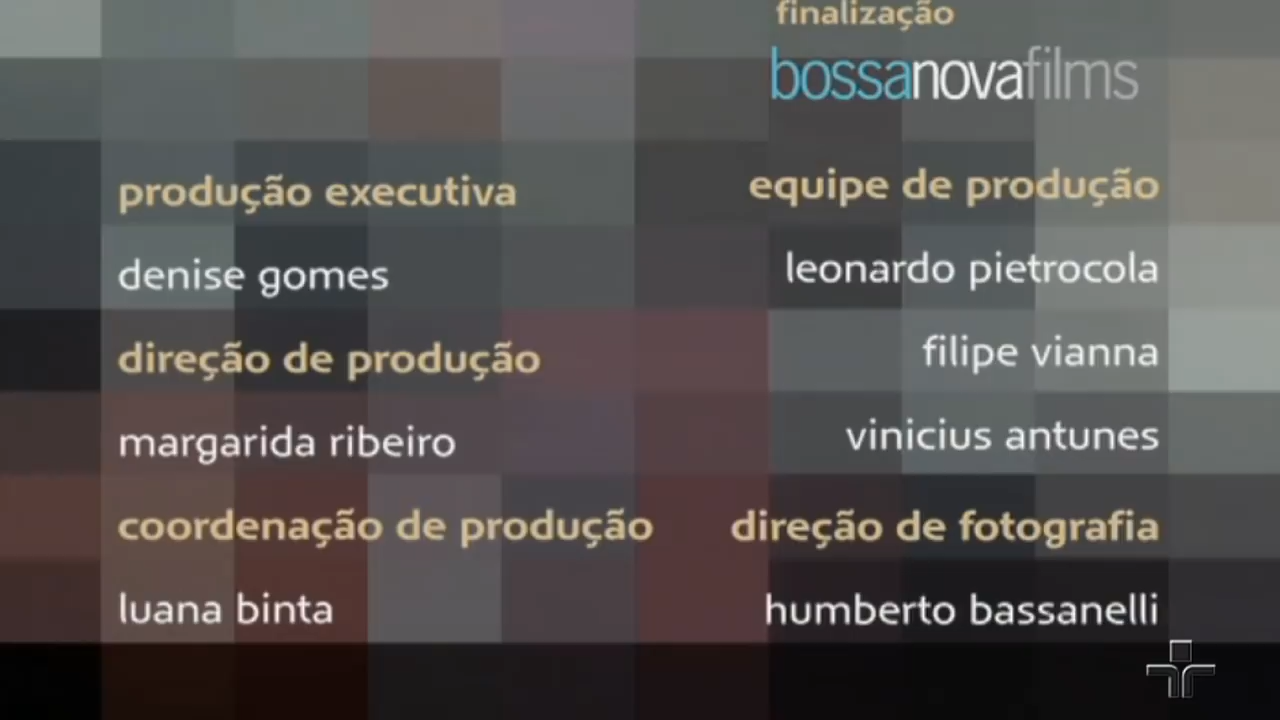 finalização
bossanovafilms
produção executiva
denise gomes
direção de produção
margarida ribeiro
coordenação de produção
luana binta
equipe de produção
leonardo pietrocola
filipe vianna
vinicius antunes
direção de fotografia
humberto bassanelli